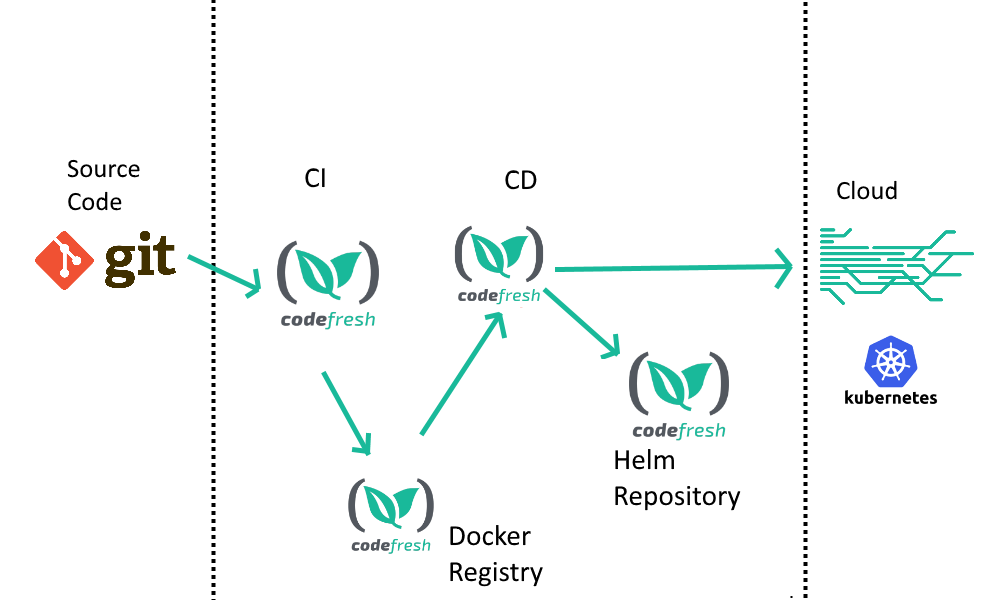 Source
Code
git
CI
codefresh
CD
codefresh
codefresh
Docker
Registry
codefresh
Helm
Repository
Cloud
kubernetes